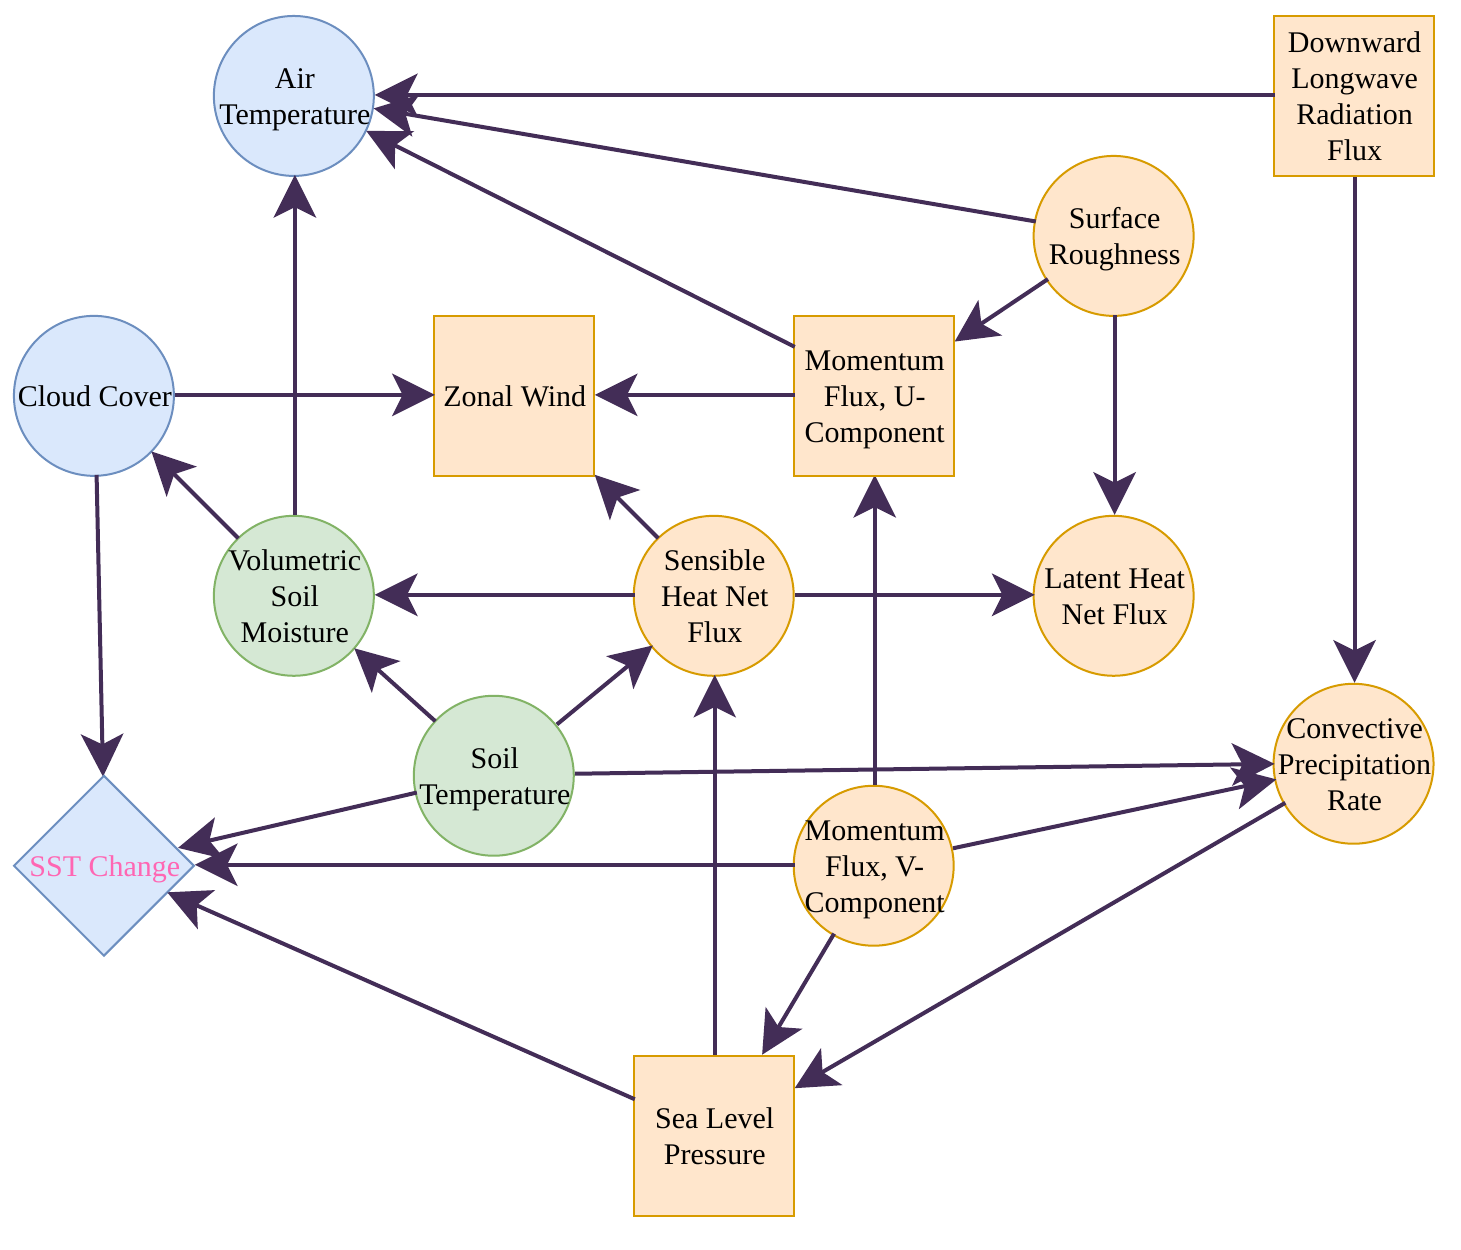 Air
Temperature
Downward
Longwave
Radiation
Flux
Surface
Roughness
Cloud Cover
Zonal Wind
Momentum
Flux, U-
Component
Volumetric
Soil
Moisture
Sensible
Heat Net
Flux
Latent Heat
Net Flux
Soil
Temperature
Convective
Precipitation
Rate
SST Change
Momentum
Flux, V-
Component
Sea Level
Pressure